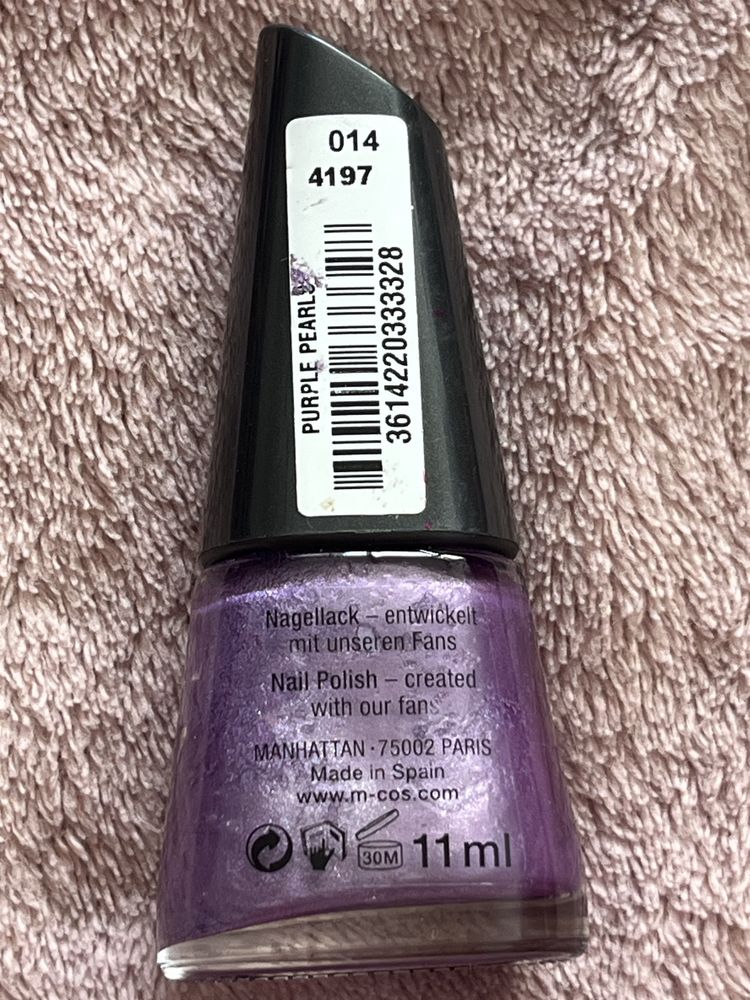 014
4197
PURPLE PEARLS
3614220333328
Nagellack – entwickelt
mit unseren Fans
Nail Polish – created
with our fans
MANHATTAN · 75002 PARIS
Made in Spain
www.m-cos.com
30M
11 ml